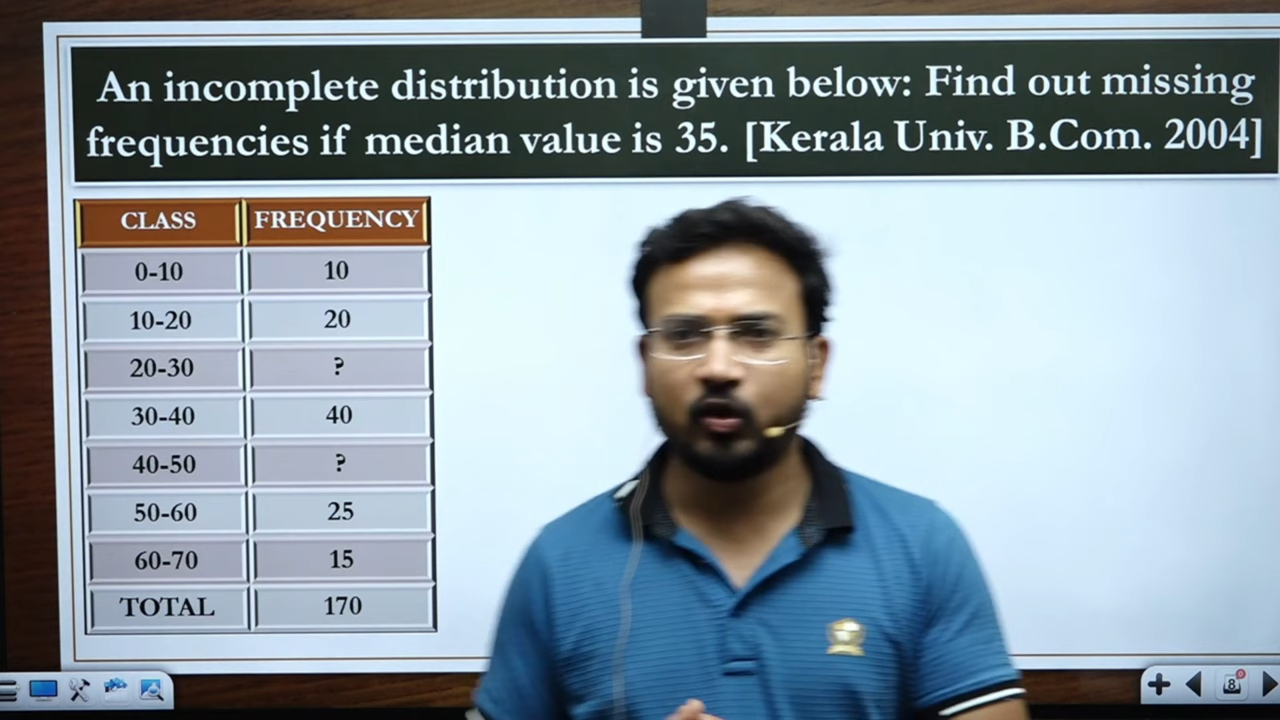 An incomplete distribution is given below: Find out missing
frequencies if median value is 35. [Kerala Univ. B.Com. 2004]
CLASS FREQUENCY
0-10 10
10-20 20
20-30 ?
30-40 40
40-50 ?
50-60 25
60-70 15
TOTAL 170
8